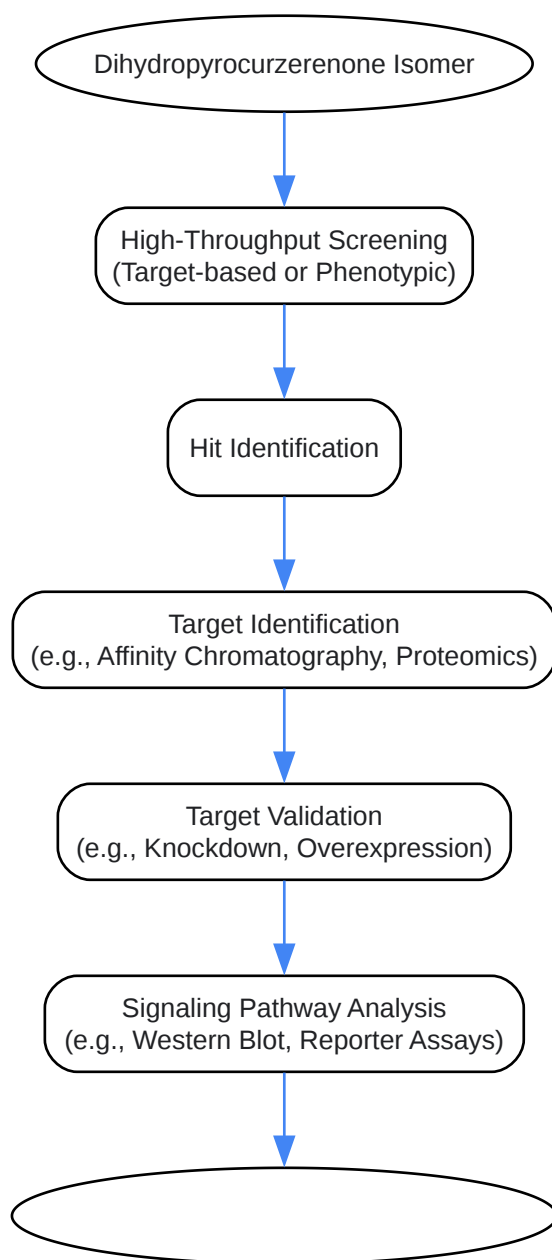 Dihydropyrocurzerenone Isomer
High-Throughput Screening
(Target-based or Phenotypic)
Hit Identification
Target Identification
(e.g., Affinity Chromatography, Proteomics)
Target Validation
(e.g., Knockdown, Overexpression)
Signaling Pathway Analysis
(e.g., Western Blot, Reporter Assays)